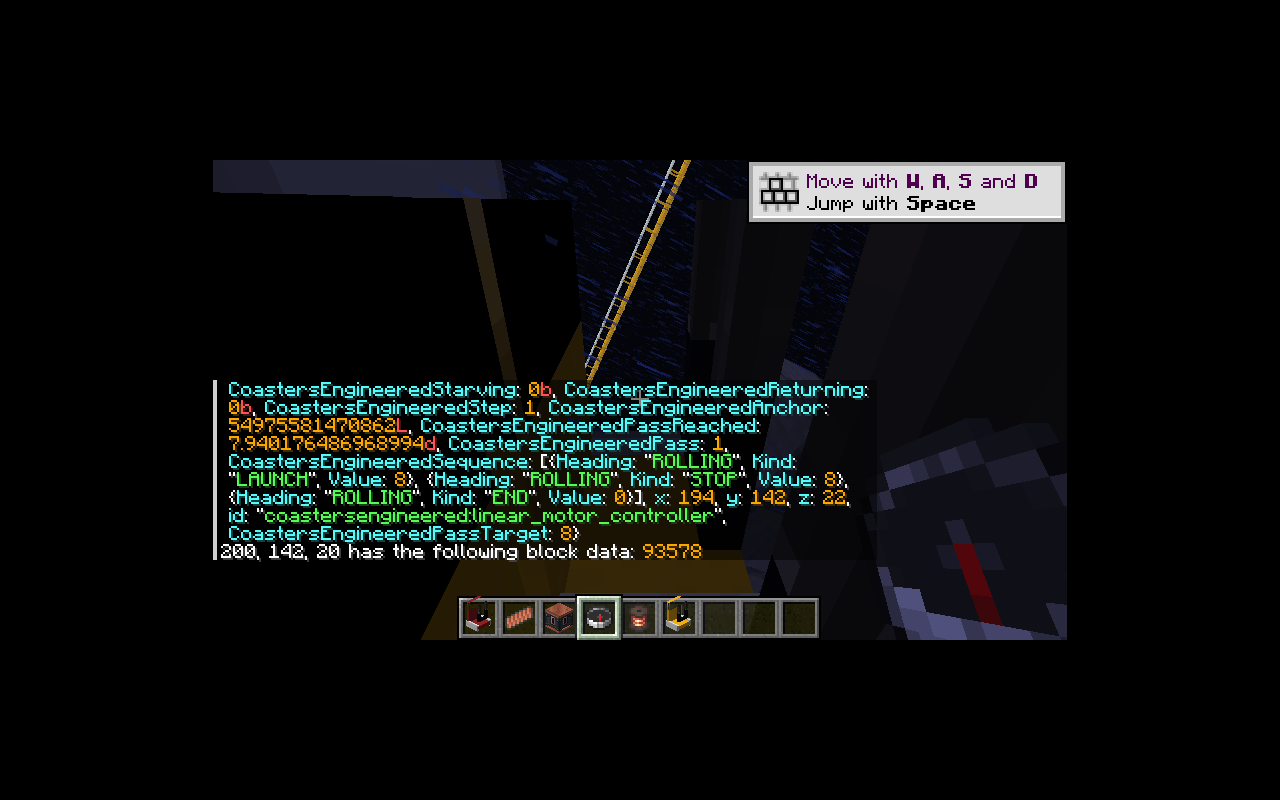 Move with W, A, S and D
Jump with Space
CoastersEngineeredStarving: 0b, CoastersEngineeredReturning:
0b, CoastersEngineeredStep: 1, CoastersEngineeredAnchor:
549755814708​62L, CoastersEngineeredPassReached:
7.940176486968994d, CoastersEngineeredPass: 1,
CoastersEngineeredSequence: [{Heading: "ROLLING", Kind:
"LAUNCH", Value: 8}, {Heading: "ROLLING", Kind: "STOP", Value: 8},
{Heading: "ROLLING", Kind: "END", Value: 0}], x: 194, y: 142, z: 22,
id: "coastersengineered:linear_motor_controller",
CoastersEngineeredPassTarget: 8}
200, 142, 20 has the following block data: 93578